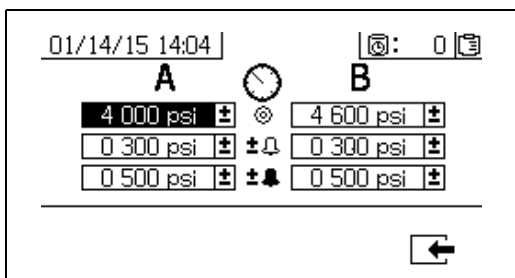 01/14/15 14:04 : 0
A B
4 000 psi ± 4 600 psi ±
0 300 psi ± ± 0 300 psi ±
0 500 psi ± ± 0 500 psi ±